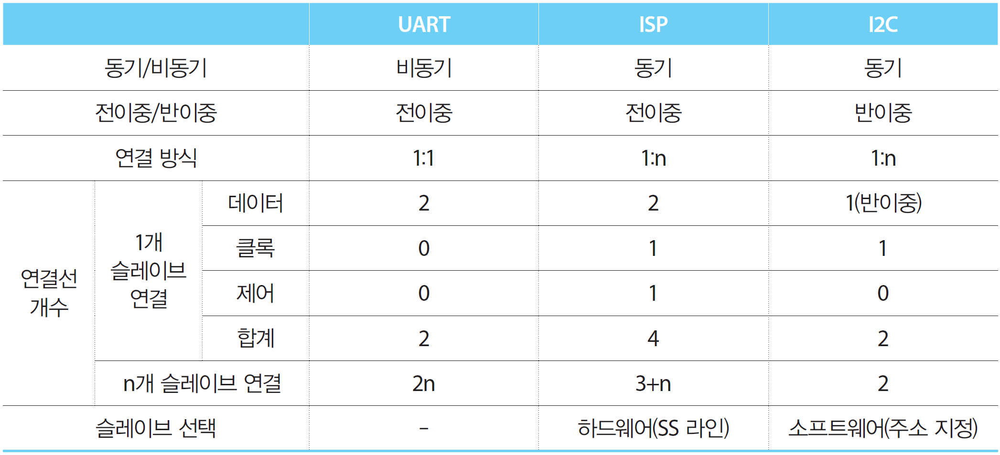 UART ISP I2C
동기/비동기 비동기 동기 동기
전이중/반이중 전이중 전이중 반이중
연결 방식 1:1 1:n 1:n
연결선
개수
1개
슬레이브
연결
데이터 2 2 1(반이중)
클록 0 1 1
제어 0 1 0
합계 2 4 2
n개 슬레이브 연결 2n 3+n 2
슬레이브 선택 – 하드웨어(SS 라인) 소프트웨어(주소 지정)